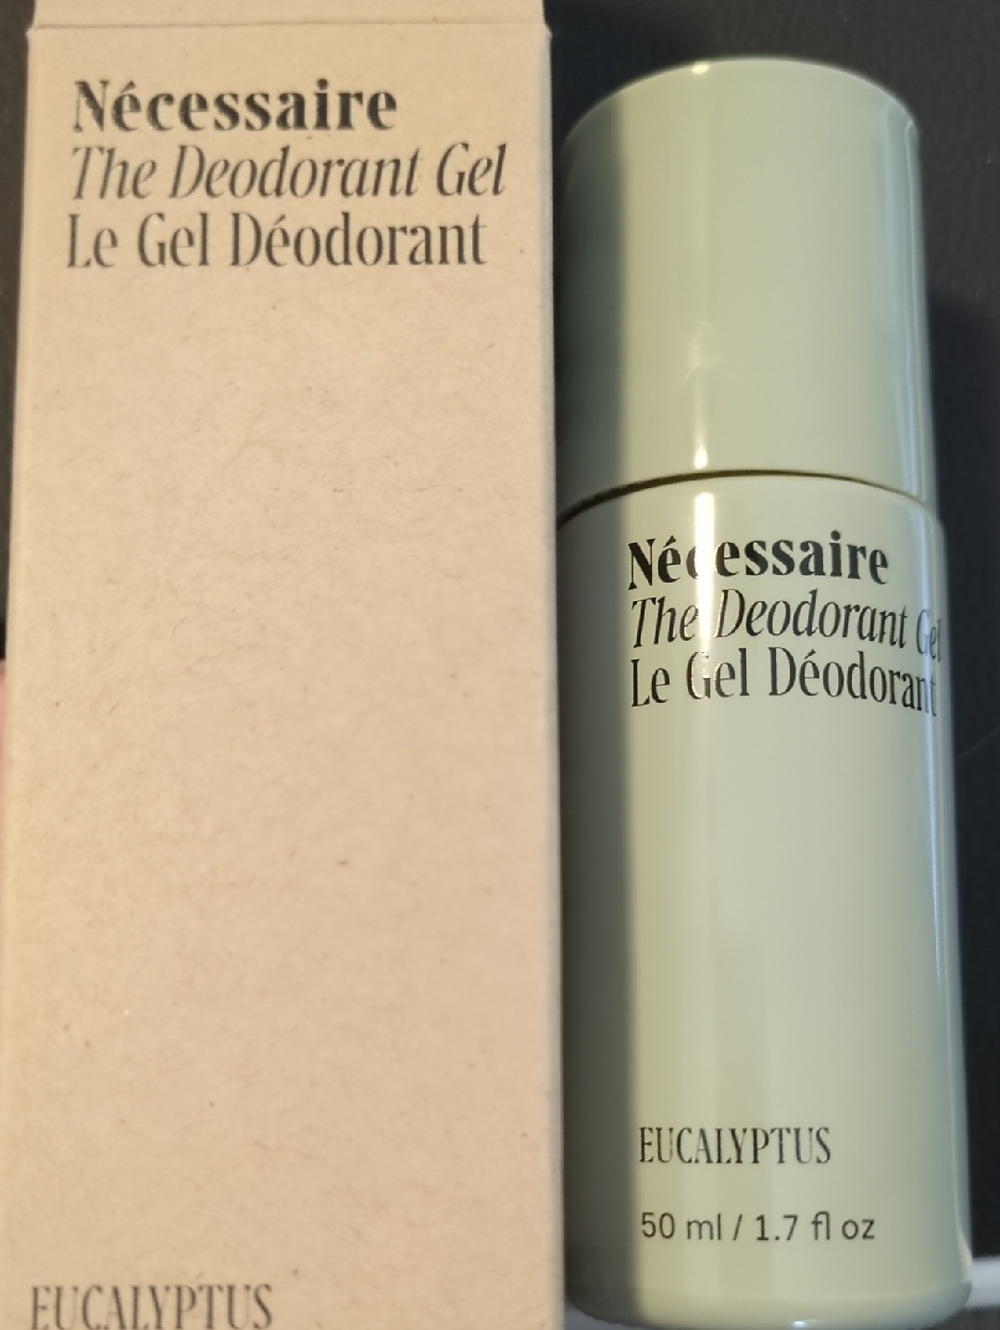 Nécessaire
The Deodorant Gel
Le Gel Déodorant
EUCALYPTUS
Nécessaire
The Deodorant Gel
Le Gel Déodorant
EUCALYPTUS
50 ml / 1.7 fl oz